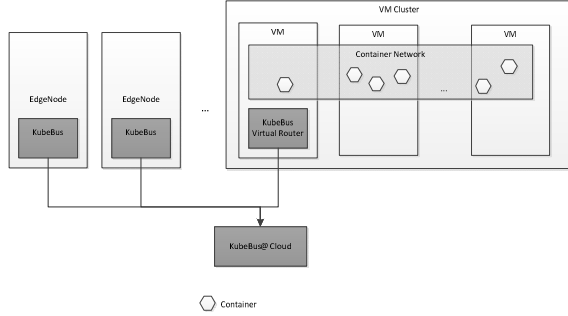 VM Cluster
VM
VM
VM
Container Network
EdgeNode
EdgeNode
...
...
KubeBus
KubeBus
KubeBus
Virtual Router
KubeBus@Cloud
Container